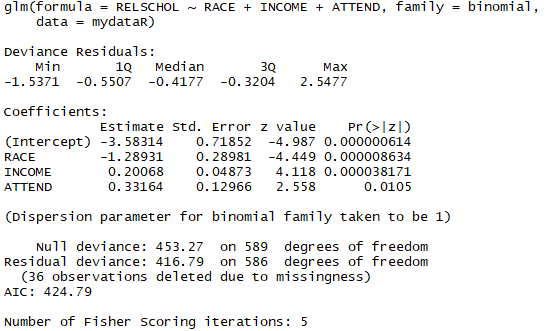 glm(formula = RELSCHOL ~ RACE + INCOME + ATTEND, family = binomial,
    data = mydataR)
Deviance Residuals:
    Min       1Q   Median       3Q      Max
-1.5371  -0.5507  -0.4177  -0.3204   2.5477
Coefficients:
            Estimate Std. Error z value    Pr(>|z|)
(Intercept) -3.58314    0.71852  -4.987 0.000000614
RACE        -1.28931    0.28981  -4.449 0.000008634
INCOME       0.20068    0.04873   4.118 0.000038171
ATTEND       0.33164    0.12966   2.558      0.0105
(Dispersion parameter for binomial family taken to be 1)
    Null deviance: 453.27  on 589  degrees of freedom
Residual deviance: 416.79  on 586  degrees of freedom
  (36 observations deleted due to missingness)
AIC: 424.79
Number of Fisher Scoring iterations: 5